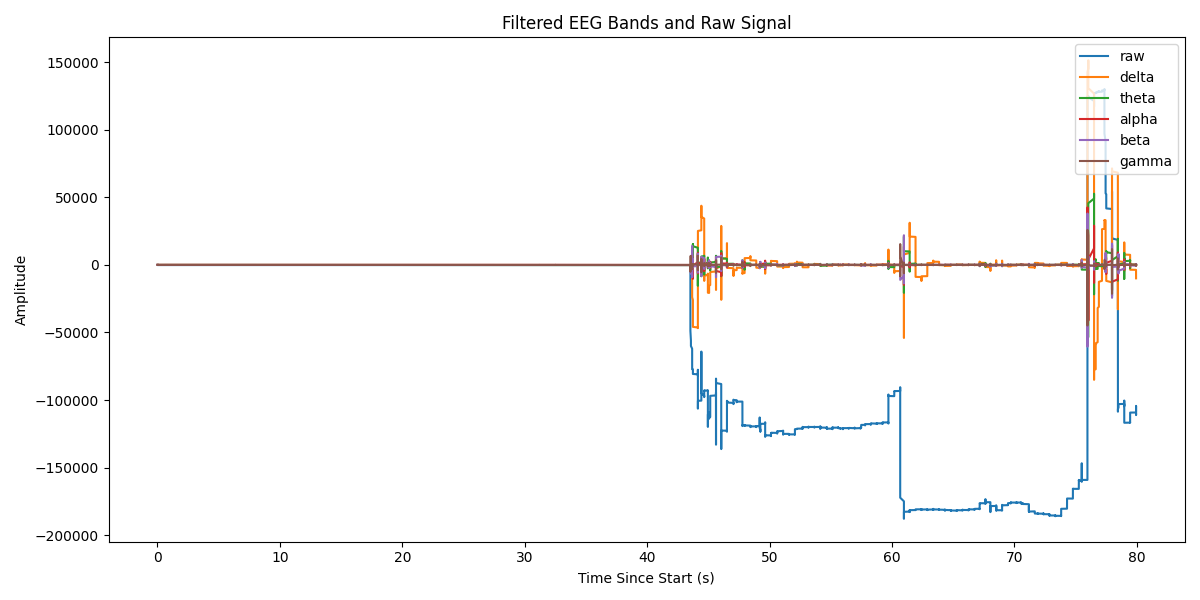 Filtered EEG Bands and Raw Signal
150000
100000
50000
0
−50000
−100000
−150000
−200000
Amplitude
raw
delta
theta
alpha
beta
gamma
0 10 20 30 40 50 60 70 80
Time Since Start (s)